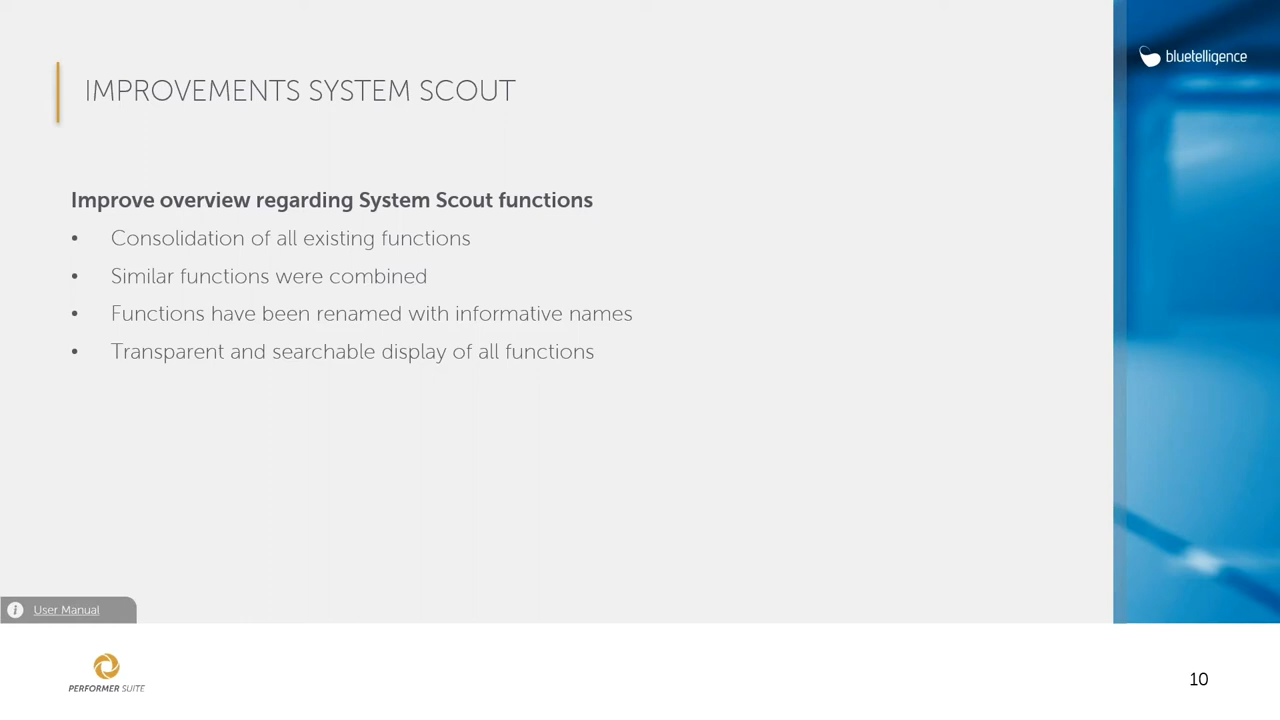 bluetelligence
IMPROVEMENTS SYSTEM SCOUT
Improve overview regarding System Scout functions
• Consolidation of all existing functions
• Similar functions were combined
• Functions have been renamed with informative names
• Transparent and searchable display of all functions
i User Manual
PERFORMER SUITE
10